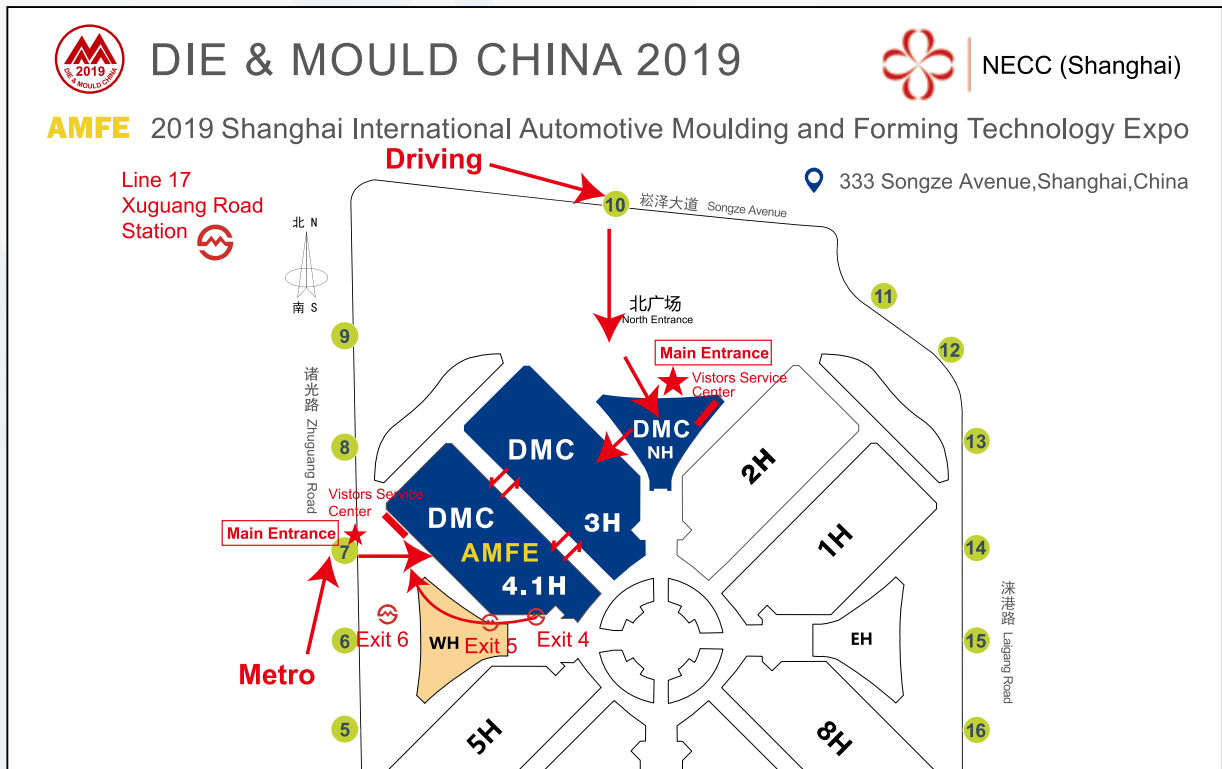 2019
DIE & MOULD CHINA
DIE & MOULD CHINA 2019
NECC (Shanghai)
AMFE 2019 Shanghai International Automotive Moulding and Forming Technology Expo
Driving
333 Songze Avenue,Shanghai,China
Line 17
Xuguang Road
Station
10
崧泽大道 Songze Avenue
北 N
南 S
北广场
North Entrance
11
9
12
Main Entrance
Vistors Service
Center
诸光路 Zhuguang Road
DMC
NH
DMC
3H
2H
8
13
Vistors Service
Center
DMC
AMFE
4.1H
1H
Main Entrance
7
14
涞港路 Laigang Road
6
Exit 6
WH
Exit 5
Exit 4
EH
15
Metro
5
5H
8H
16